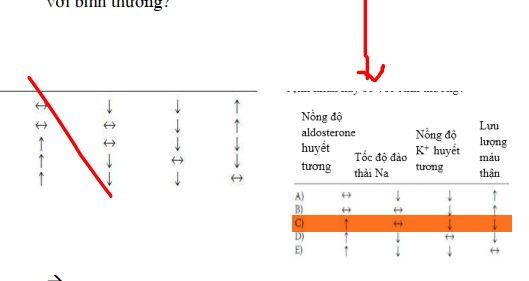 với bình thường?
↔ ↓ ↓ ↑
↔ ↔ ↓ ↑
↑ ↔ ↓ ↓
↑ ↓ ↔ ↓
↑ ↓ ↓ ↔
Nồng độ
aldosterone
huyết
tương
Tốc độ đào
thải Na
Nồng độ
K⁺ huyết
tương
Lưu
lượng
máu
thận
A) ↔ ↓ ↓ ↑
B) ↔ ↔ ↓ ↑
C) ↑ ↔ ↓ ↓
D) ↑ ↓ ↔ ↓
E) ↑ ↓ ↓ ↔